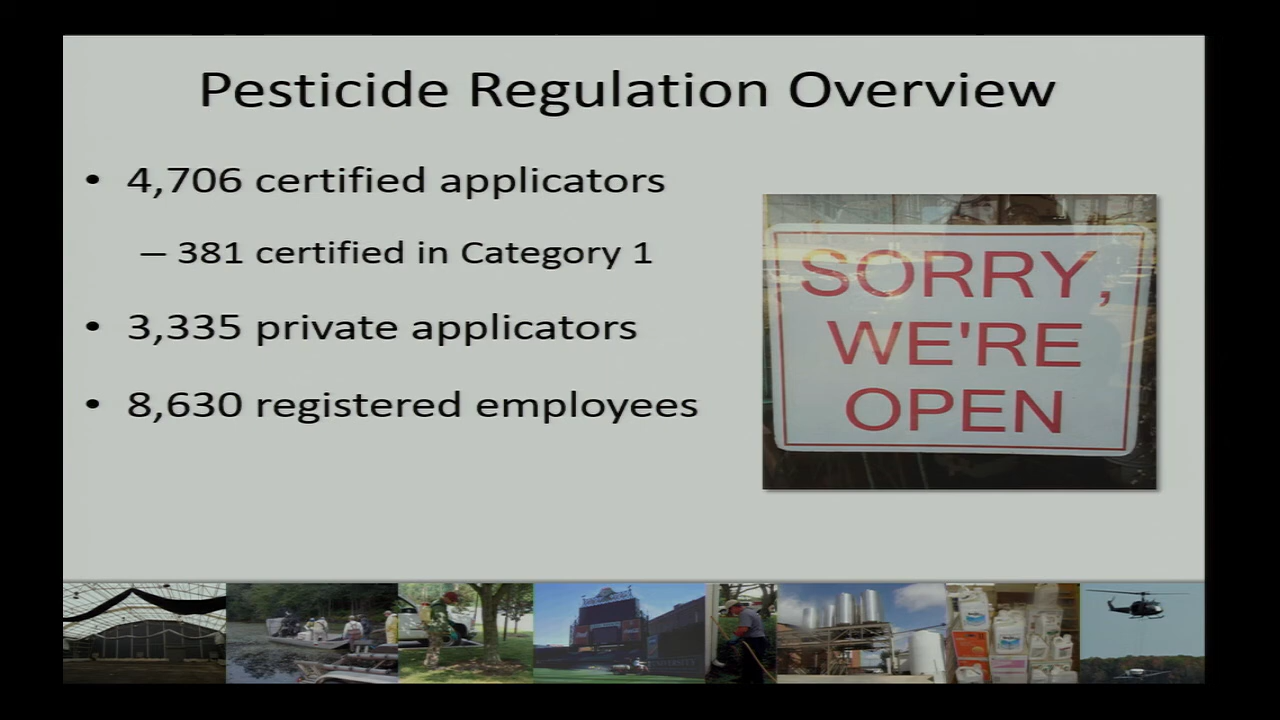 Pesticide Regulation Overview
• 4,706 certified applicators
– 381 certified in Category 1
• 3,335 private applicators
• 8,630 registered employees
SORRY,
WE'RE
OPEN